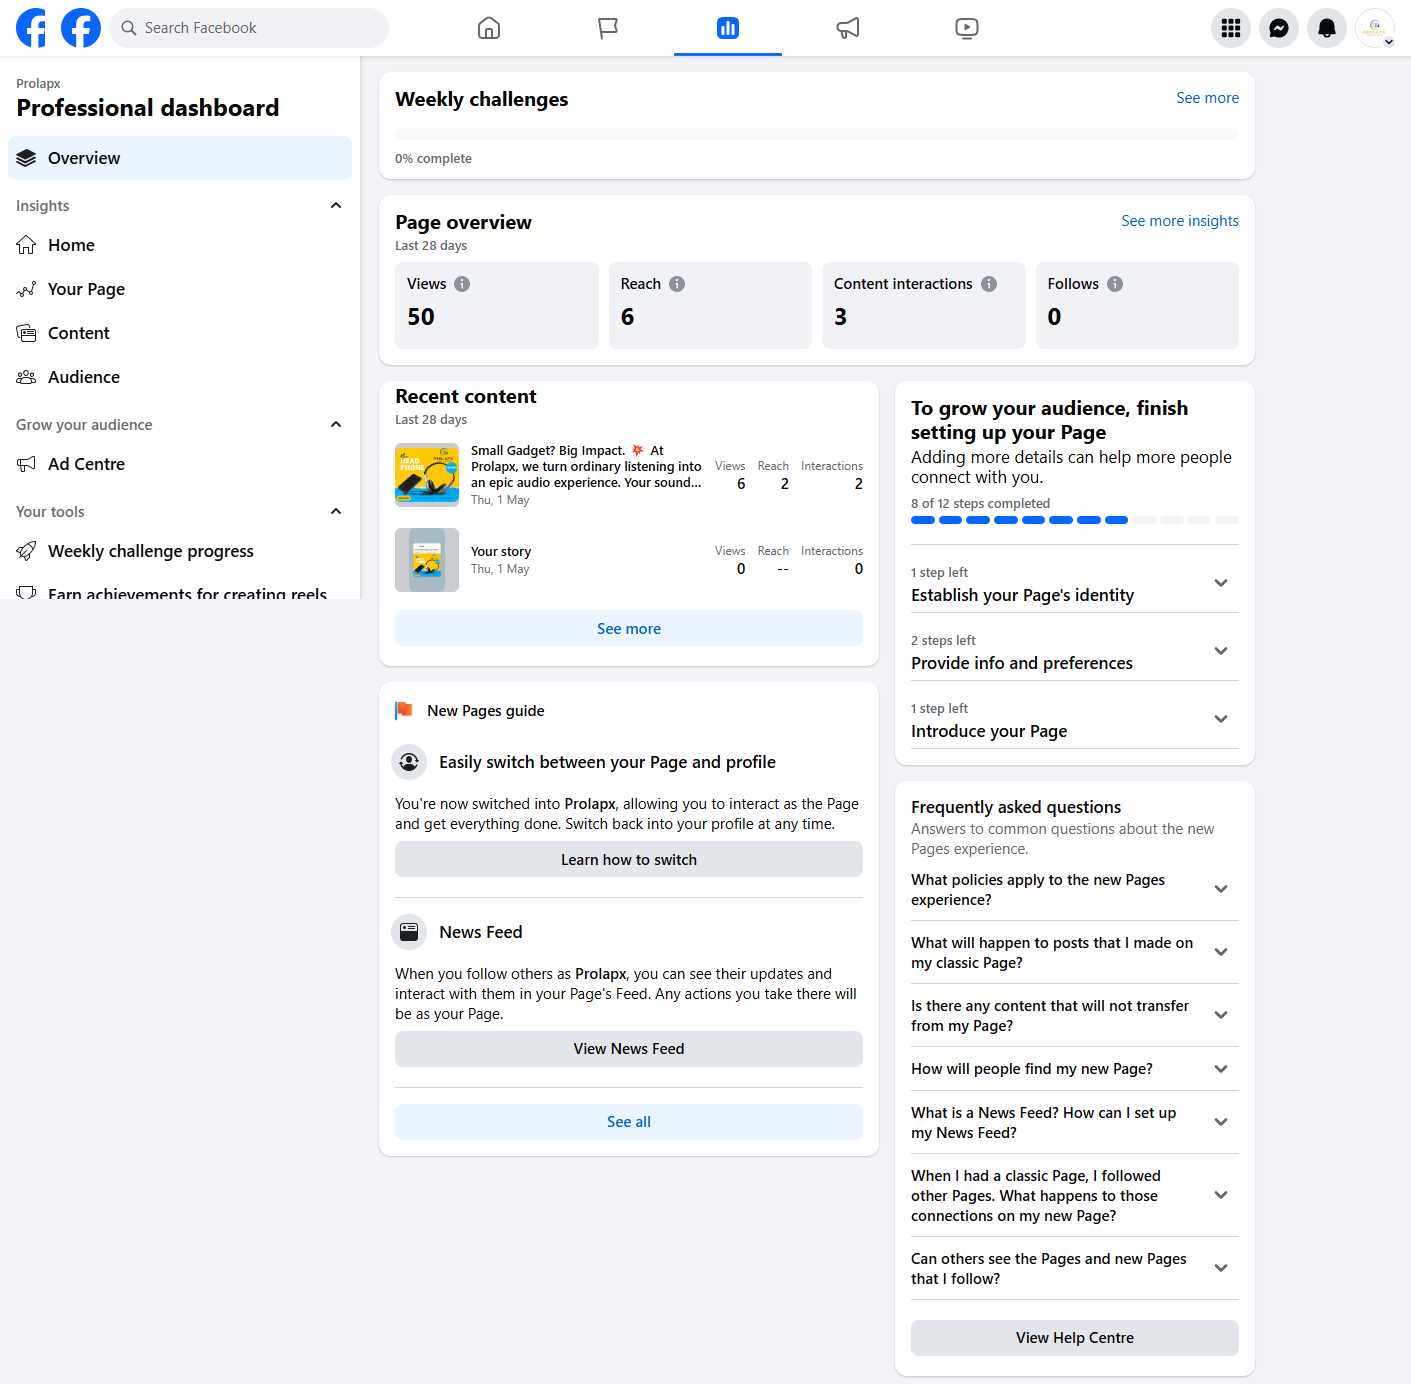 Search Facebook
Prolapx
Professional dashboard
Overview
Insights
Home
Your Page
Content
Audience
Grow your audience
Ad Centre
Your tools
Weekly challenge progress
Earn achievements for creating reels
Weekly challenges
See more
0% complete
Page overview
See more insights
Last 28 days
Views
50
Reach
6
Content interactions
3
Follows
0
Recent content
Last 28 days
HEAD
PHONE
Small Gadget? Big Impact. 💥 At
Prolapx, we turn ordinary listening into
an epic audio experience. Your sound...
Thu, 1 May
Views Reach Interactions
6 2 2
Your story
Thu, 1 May
Views Reach Interactions
0 -- 0
See more
New Pages guide
Easily switch between your Page and profile
You're now switched into Prolapx, allowing you to interact as the Page
and get everything done. Switch back into your profile at any time.
Learn how to switch
News Feed
When you follow others as Prolapx, you can see their updates and
interact with them in your Page's Feed. Any actions you take there will
be as your Page.
View News Feed
See all
To grow your audience, finish
setting up your Page
Adding more details can help more people
connect with you.
8 of 12 steps completed
1 step left
Establish your Page's identity
2 steps left
Provide info and preferences
1 step left
Introduce your Page
Frequently asked questions
Answers to common questions about the new
Pages experience.
What policies apply to the new Pages
experience?
What will happen to posts that I made on
my classic Page?
Is there any content that will not transfer
from my Page?
How will people find my new Page?
What is a News Feed? How can I set up
my News Feed?
When I had a classic Page, I followed
other Pages. What happens to those
connections on my new Page?
Can others see the Pages and new Pages
that I follow?
View Help Centre